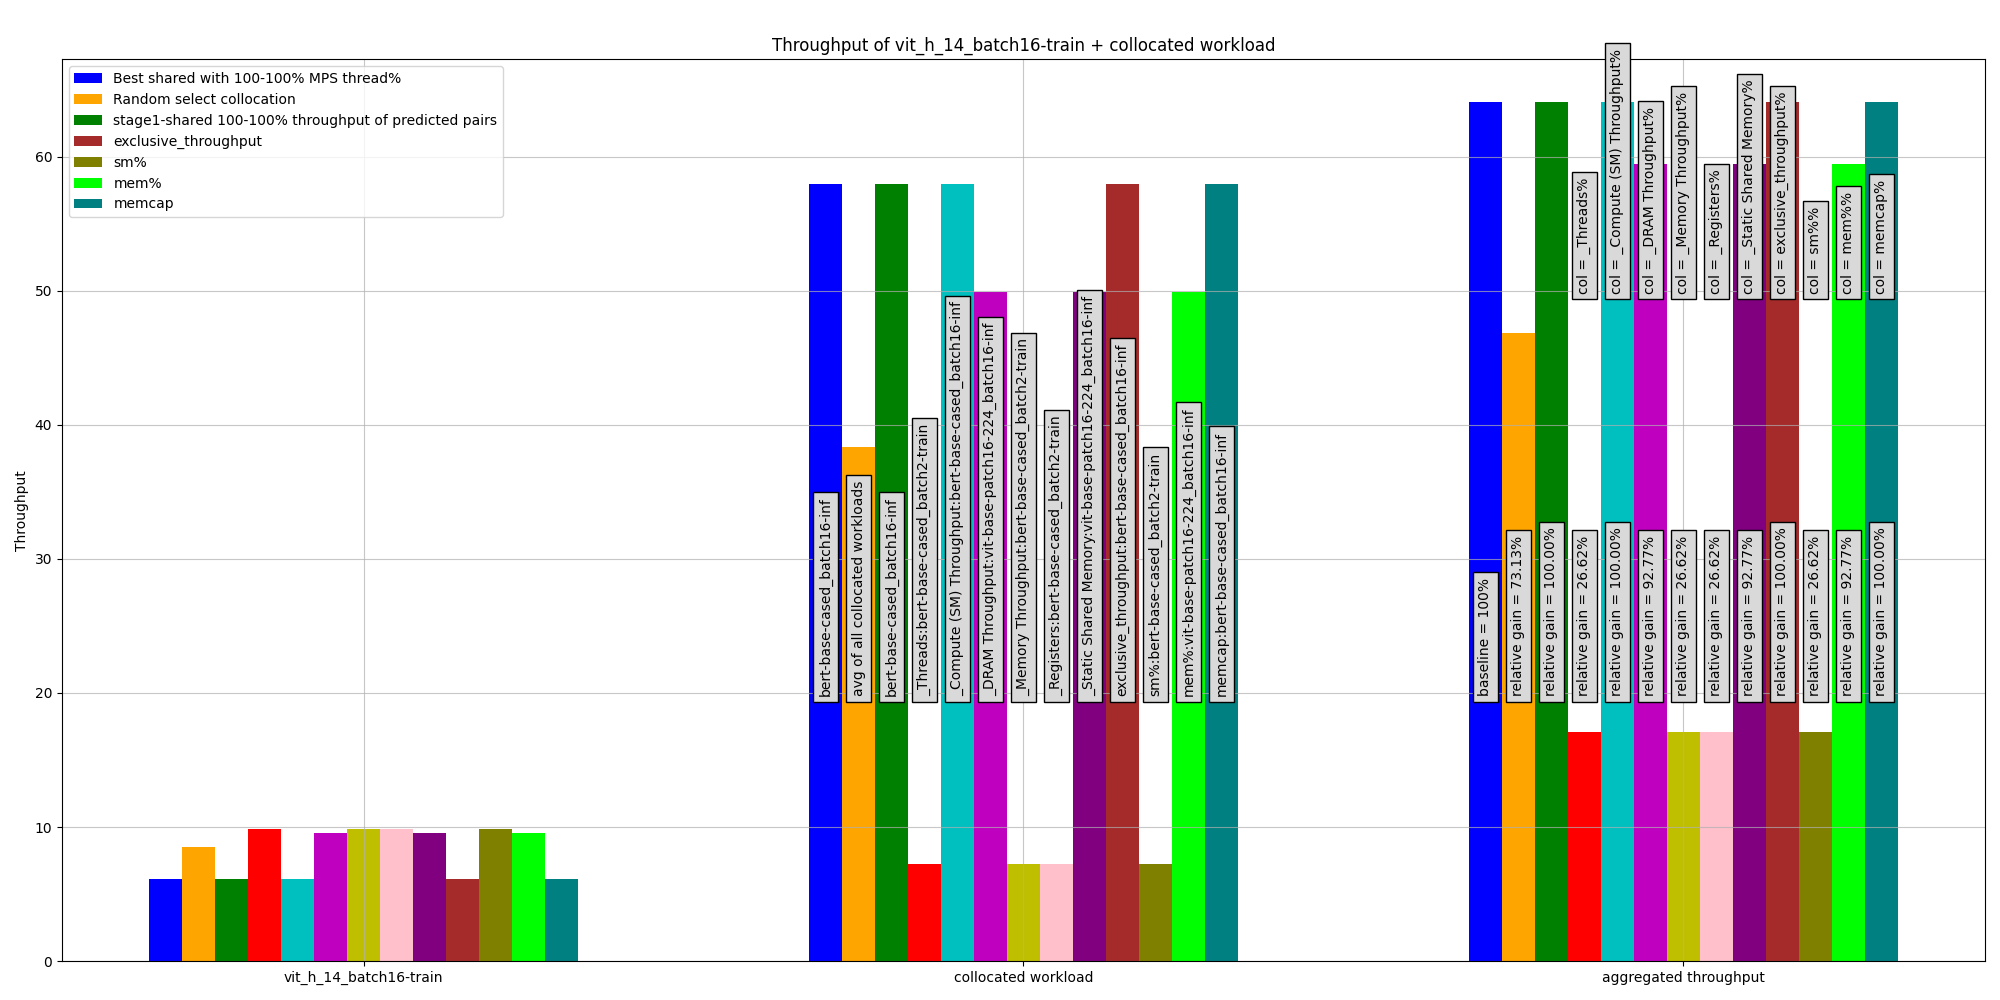 Throughput of vit_h_14_batch16-train + collocated workload
Best shared with 100-100% MPS thread%
Random select collocation
stage1-shared 100-100% throughput of predicted pairs
exclusive_throughput
sm%
mem%
memcap
Throughput
60
50
40
30
20
10
0
bert-base-cased_batch16-inf
avg of all collocated workloads
bert-base-cased_batch16-inf
_Threads:bert-base-cased_batch2-train
_Compute (SM) Throughput:bert-base-cased_batch16-inf
_DRAM Throughput:vit-base-patch16-224_batch16-inf
_Memory Throughput:bert-base-cased_batch2-train
_Registers:bert-base-cased_batch2-train
_Static Shared Memory:vit-base-patch16-224_batch16-inf
exclusive_throughput:bert-base-cased_batch16-inf
sm%:bert-base-cased_batch2-train
mem%:vit-base-patch16-224_batch16-inf
memcap:bert-base-cased_batch16-inf
col = _Threads%
col = _Compute (SM) Throughput%
col = _DRAM Throughput%
col = _Memory Throughput%
col = _Registers%
col = _Static Shared Memory%
col = exclusive_throughput%
col = sm%%
col = mem%%
col = memcap%
baseline = 100%
relative gain = 73.13%
relative gain = 100.00%
relative gain = 26.62%
relative gain = 100.00%
relative gain = 92.77%
relative gain = 26.62%
relative gain = 26.62%
relative gain = 92.77%
relative gain = 100.00%
relative gain = 26.62%
relative gain = 92.77%
relative gain = 100.00%
vit_h_14_batch16-train
collocated workload
aggregated throughput